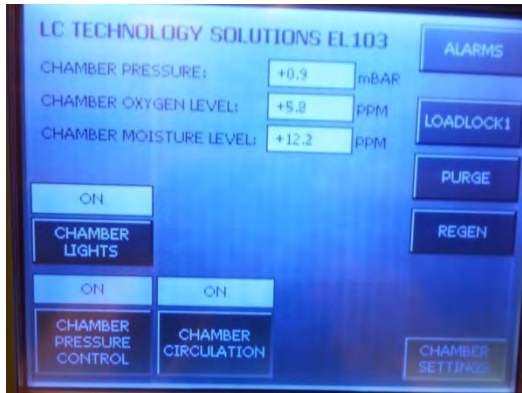 LC TECHNOLOGY SOLUTIONS EL103
ALARMS
CHAMBER PRESSURE: +0.9 mBAR
CHAMBER OXYGEN LEVEL: +5.8 PPM
CHAMBER MOISTURE LEVEL: +12.2 PPM
LOADLOCK1
PURGE
REGEN
ON
CHAMBER
LIGHTS
ON
CHAMBER
PRESSURE
CONTROL
ON
CHAMBER
CIRCULATION
CHAMBER
SETTINGS